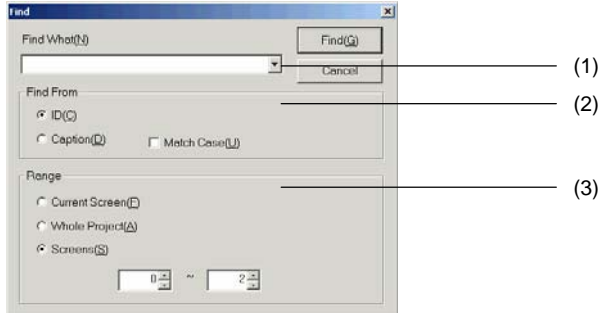 Find
Find What(N)
Find(G)
Cancel
(1)
Find From
(2)
ID(C)
Caption(D)
Match Case(U)
Range
(3)
Current Screen(F)
Whole Project(A)
Screens(S)
0 ~ 2